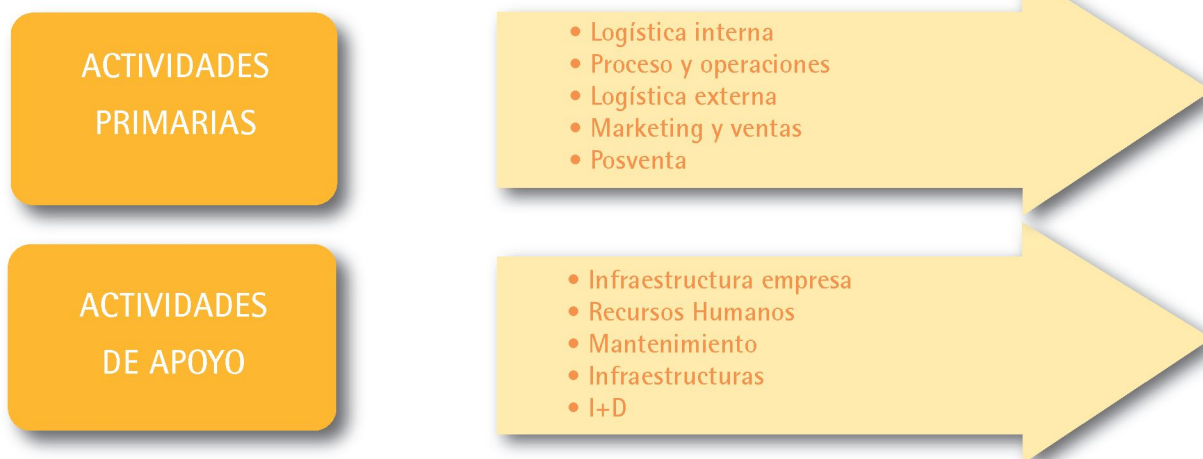 ACTIVIDADES
PRIMARIAS
• Logística interna
• Proceso y operaciones
• Logística externa
• Marketing y ventas
• Posventa
ACTIVIDADES
DE APOYO
• Infraestructura empresa
• Recursos Humanos
• Mantenimiento
• Infraestructuras
• I+D